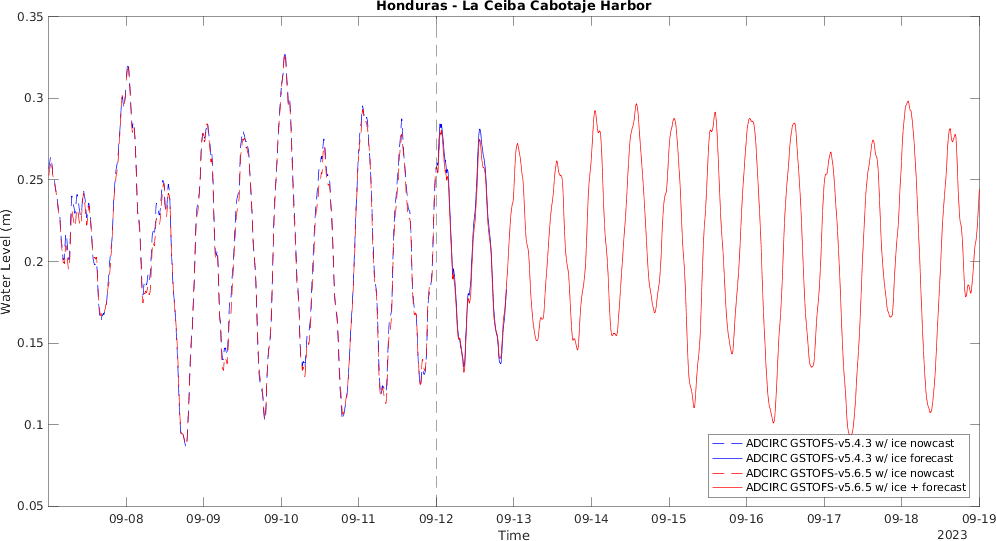 Honduras - La Ceiba Cabotaje Harbor
0.35
0.3
0.25
0.2
0.15
0.1
0.05
Water Level (m)
ADCIRC GSTOFS-v5.4.3 w/ ice nowcast
ADCIRC GSTOFS-v5.4.3 w/ ice forecast
ADCIRC GSTOFS-v5.6.5 w/ ice nowcast
ADCIRC GSTOFS-v5.6.5 w/ ice + forecast
09-08 09-09 09-10 09-11 09-12 09-13 09-14 09-15 09-16 09-17 09-18 09-19
Time
2023